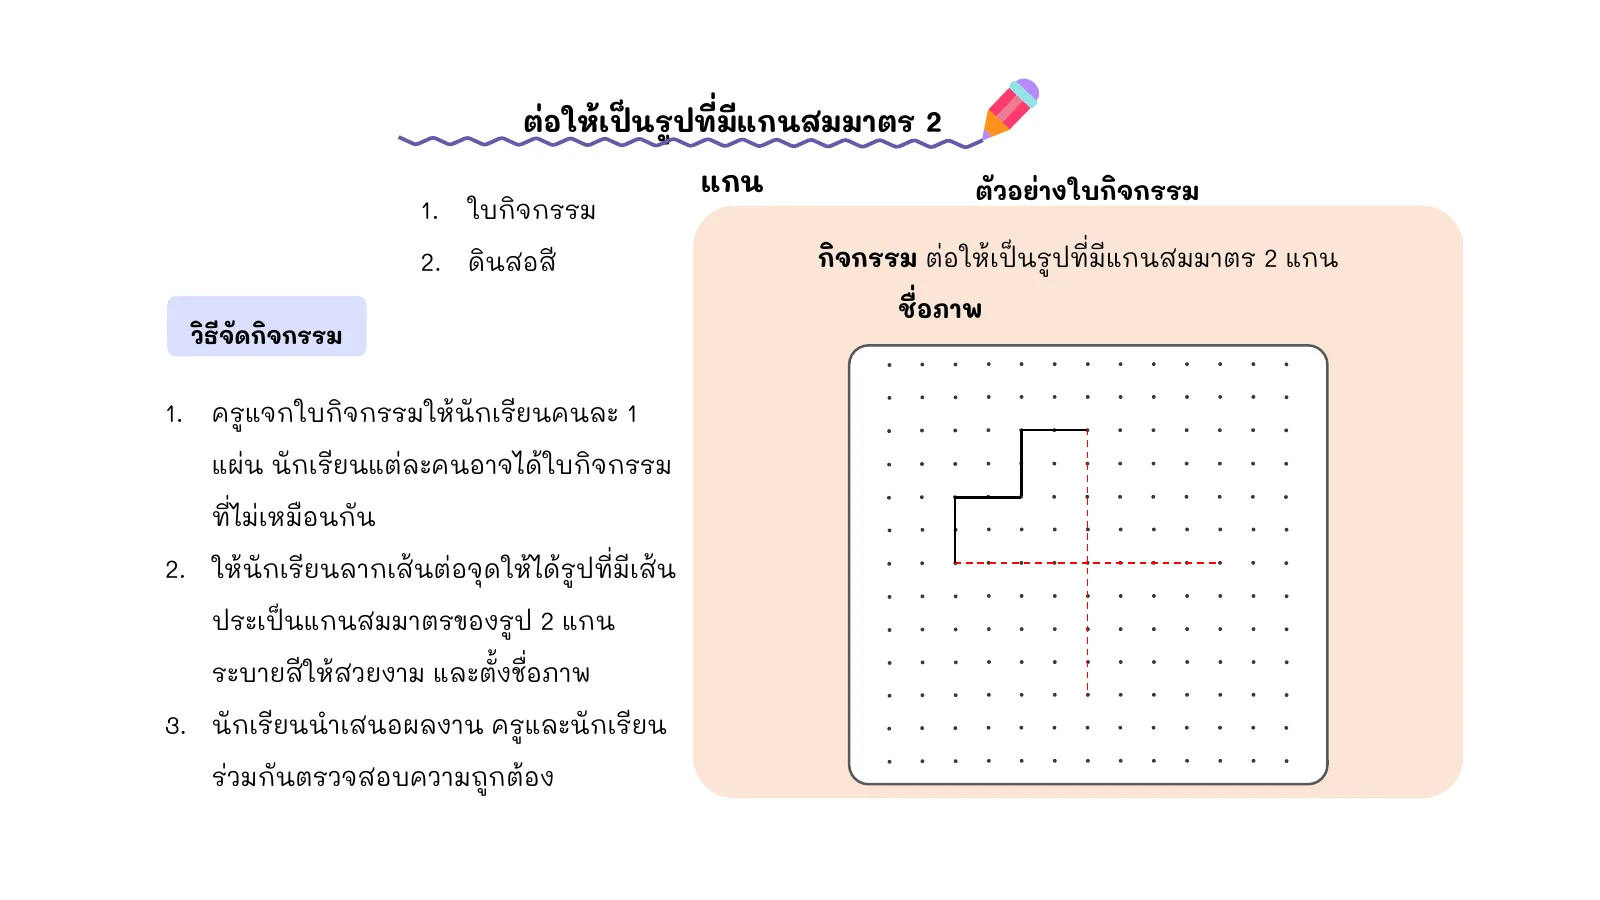 ต่อให้เป็นรูปที่มีแกนสมมาตร 2
แกน
1. ใบกิจกรรม
2. ดินสอสี
วิธีจัดกิจกรรม
1. ครูแจกใบกิจกรรมให้นักเรียนคนละ 1
แผ่น นักเรียนแต่ละคนอาจได้ใบกิจกรรม
ที่ไม่เหมือนกัน
2. ให้นักเรียนลากเส้นต่อจุดให้ได้รูปที่มีเส้น
ประเป็นแกนสมมาตรของรูป 2 แกน
ระบายสีให้สวยงาม และตั้งชื่อภาพ
3. นักเรียนนำเสนอผลงาน ครูและนักเรียน
ร่วมกันตรวจสอบความถูกต้อง
ตัวอย่างใบกิจกรรม
กิจกรรม ต่อให้เป็นรูปที่มีแกนสมมาตร 2 แกน
ชื่อภาพ